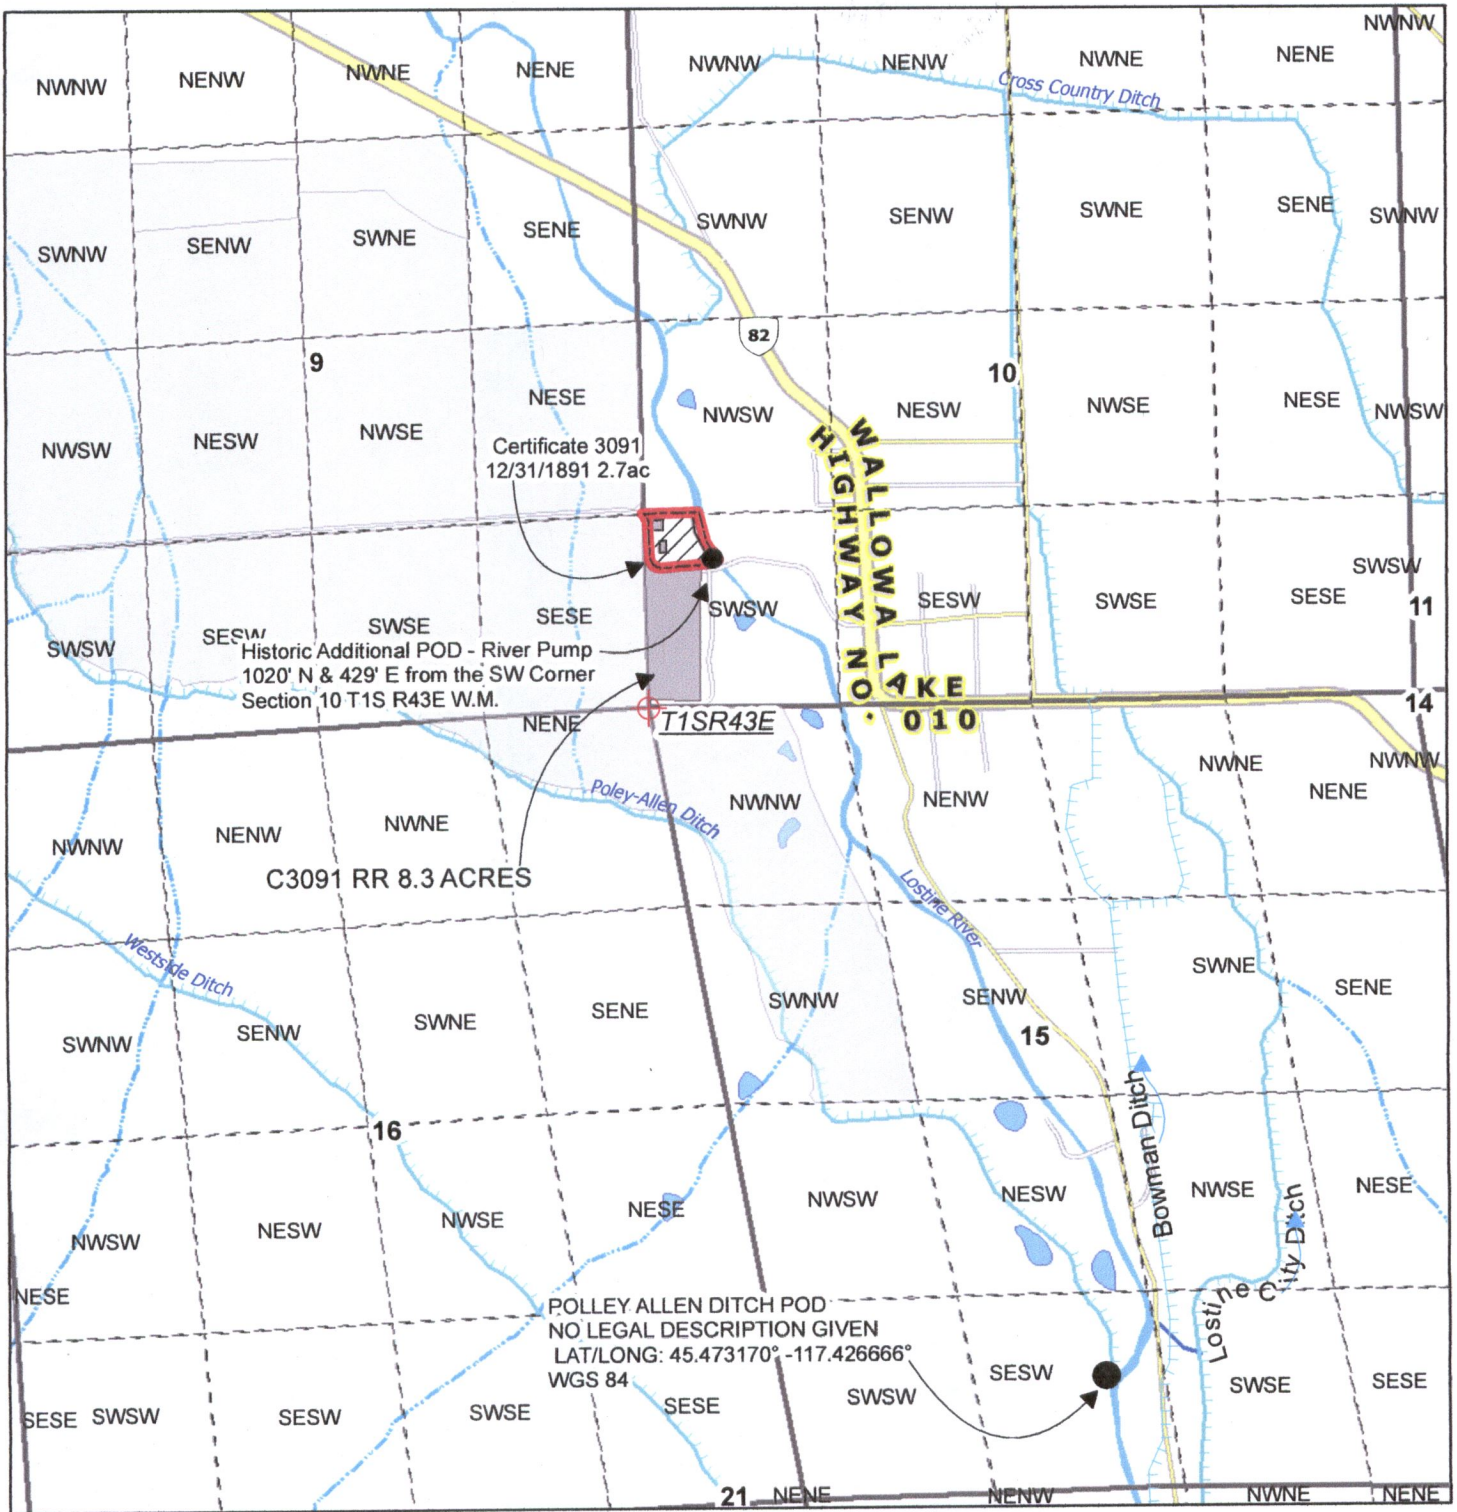 NWNW
NWNW NENW NWNE NENE NWNW NENW NWNE NENE
Cross Country Ditch
SWNW SENW SWNE SENE SWNW SENW SWNE SENE SWNW
82
9
10
NWSW NESW NWSE NESE NWSW NESW NWSE NESE NWSW
Certificate 3091
12/31/1891 2.7ac
WALLOWA LAKE
HIGHWAY NO. 010
SWSW SESW SWSE SESE SWSW SESW SWSE SESE SWSW
11
Historic Additional POD - River Pump
1020' N & 429' E from the SW Corner
Section 10 T1S R43E W.M.
14
T1SR43E
NWNW NENW NWNE NENE NWNW NENW NWNE NENE NWNW
Poley-Allen Ditch
C3091 RR 8.3 ACRES
Lostine River
Westside Ditch
SWNW SENW SWNE SENE SWNW SENW SWNE SENE
15
16
Bowman Ditch
NESE NWSW NESW NWSE NESE NWSW NESW NWSE NESE
Lostine City Ditch
POLLEY ALLEN DITCH POD
NO LEGAL DESCRIPTION GIVEN
LAT/LONG: 45.473170° -117.426666°
WGS 84
SESE SWSW SESW SWSE SESE SWSW SESW SWSE SESE
21 NENE NENW NWNE NENE